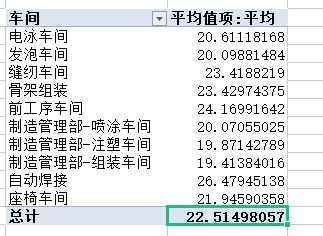 车间 平均值项:平均
电泳车间 20.61118168
发泡车间 20.09881484
缝纫车间 23.4188219
骨架组装 23.42974375
前工序车间 24.16991642
制造管理部-喷涂车间 20.07055025
制造管理部-注塑车间 19.87142789
制造管理部-组装车间 19.41384016
自动焊接 26.47945138
座椅车间 21.94590358
总计 22.51498057